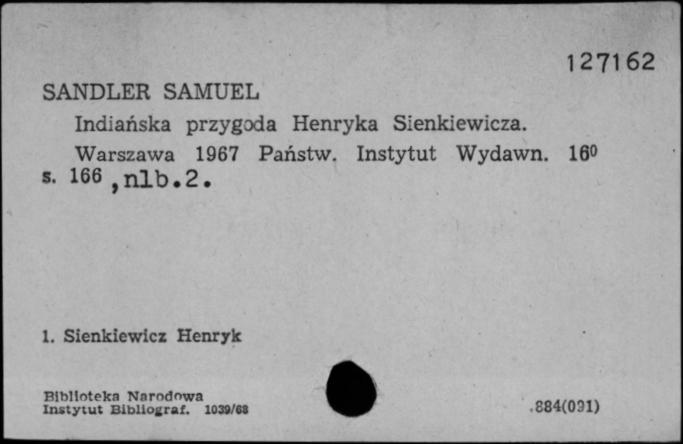 127162
SANDLER SAMUEL
Indiańska przygoda Henryka Sienkiewicza.
Warszawa 1967 Państw. Instytut Wydawn. 16⁰
s. 166 , nlb. 2.
1. Sienkiewicz Henryk
Biblioteka Narodowa
Instytut Bibliograf. 1039/68
.884(091)